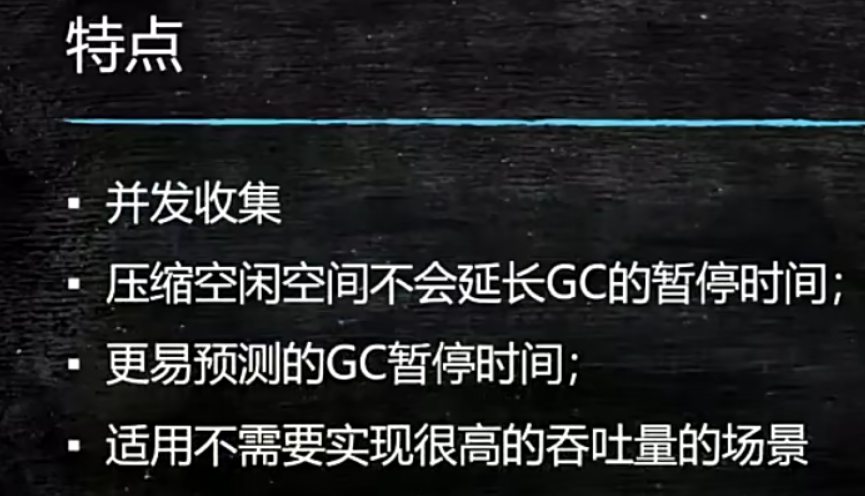 特点
▪ 并发收集
▪ 压缩空闲空间不会延长GC的暂停时间；
▪ 更易预测的GC暂停时间；
▪ 适用不需要实现很高的吞吐量的场景